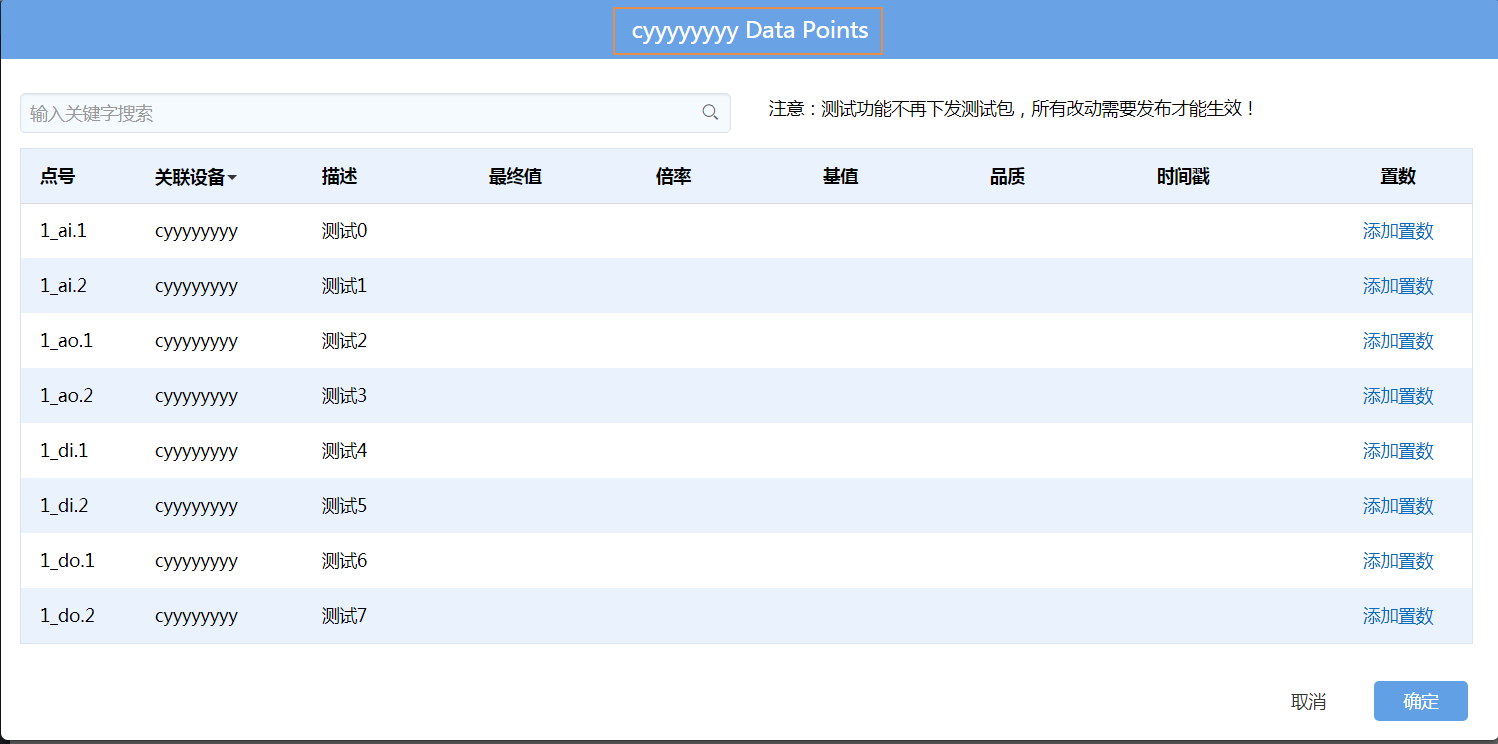 cyyyyyyyy Data Points
输入关键字搜索
注意：测试功能不再下发测试包，所有改动需要发布才能生效！
点号 关联设备 描述 最终值 倍率 基值 品质 时间戳 置数
1_ai.1 cyyyyyyyy 测试0 添加置数
1_ai.2 cyyyyyyyy 测试1 添加置数
1_ao.1 cyyyyyyyy 测试2 添加置数
1_ao.2 cyyyyyyyy 测试3 添加置数
1_di.1 cyyyyyyyy 测试4 添加置数
1_di.2 cyyyyyyyy 测试5 添加置数
1_do.1 cyyyyyyyy 测试6 添加置数
1_do.2 cyyyyyyyy 测试7 添加置数
取消 确定